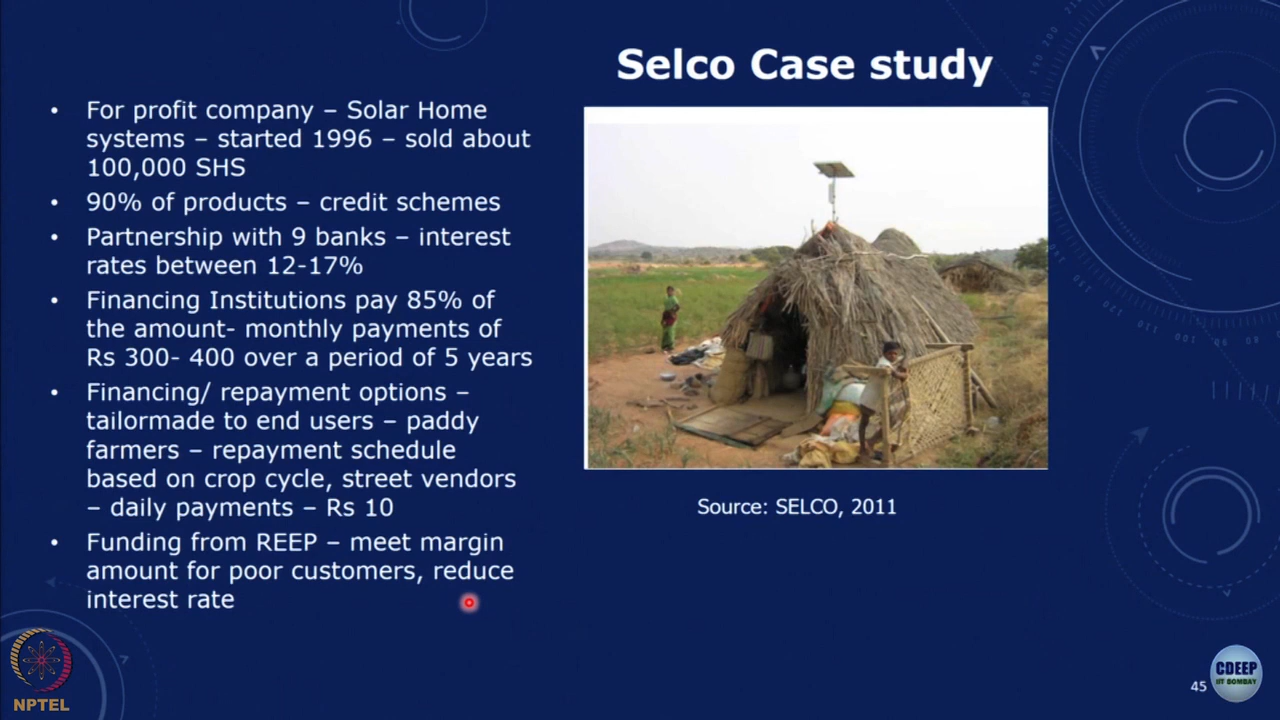 Selco Case study
• For profit company – Solar Home
systems – started 1996 – sold about
100,000 SHS
• 90% of products – credit schemes
• Partnership with 9 banks – interest
rates between 12-17%
• Financing Institutions pay 85% of
the amount- monthly payments of
Rs 300- 400 over a period of 5 years
• Financing/ repayment options –
tailormade to end users – paddy
farmers – repayment schedule
based on crop cycle, street vendors
– daily payments – Rs 10
• Funding from REEP – meet margin
amount for poor customers, reduce
interest rate
Source: SELCO, 2011
NPTEL
45
CDEEP
IIT BOMBAY